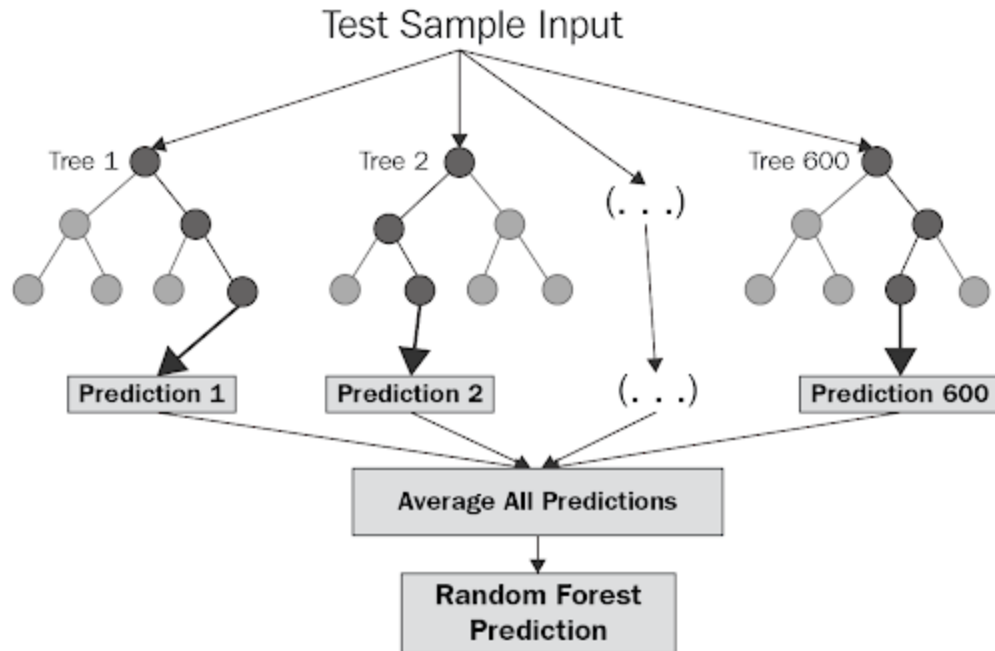 Test Sample Input
Tree 1
Tree 2
Tree 600
(. . .)
Prediction 1
Prediction 2
(. . .)
Prediction 600
Average All Predictions
Random Forest
Prediction